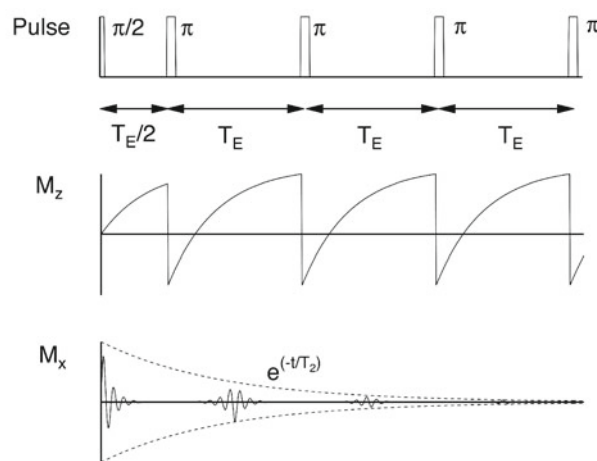 Pulse π/2 π π π π
T_E/2 T_E T_E T_E
M_z
M_x
e^(-t/T_2)